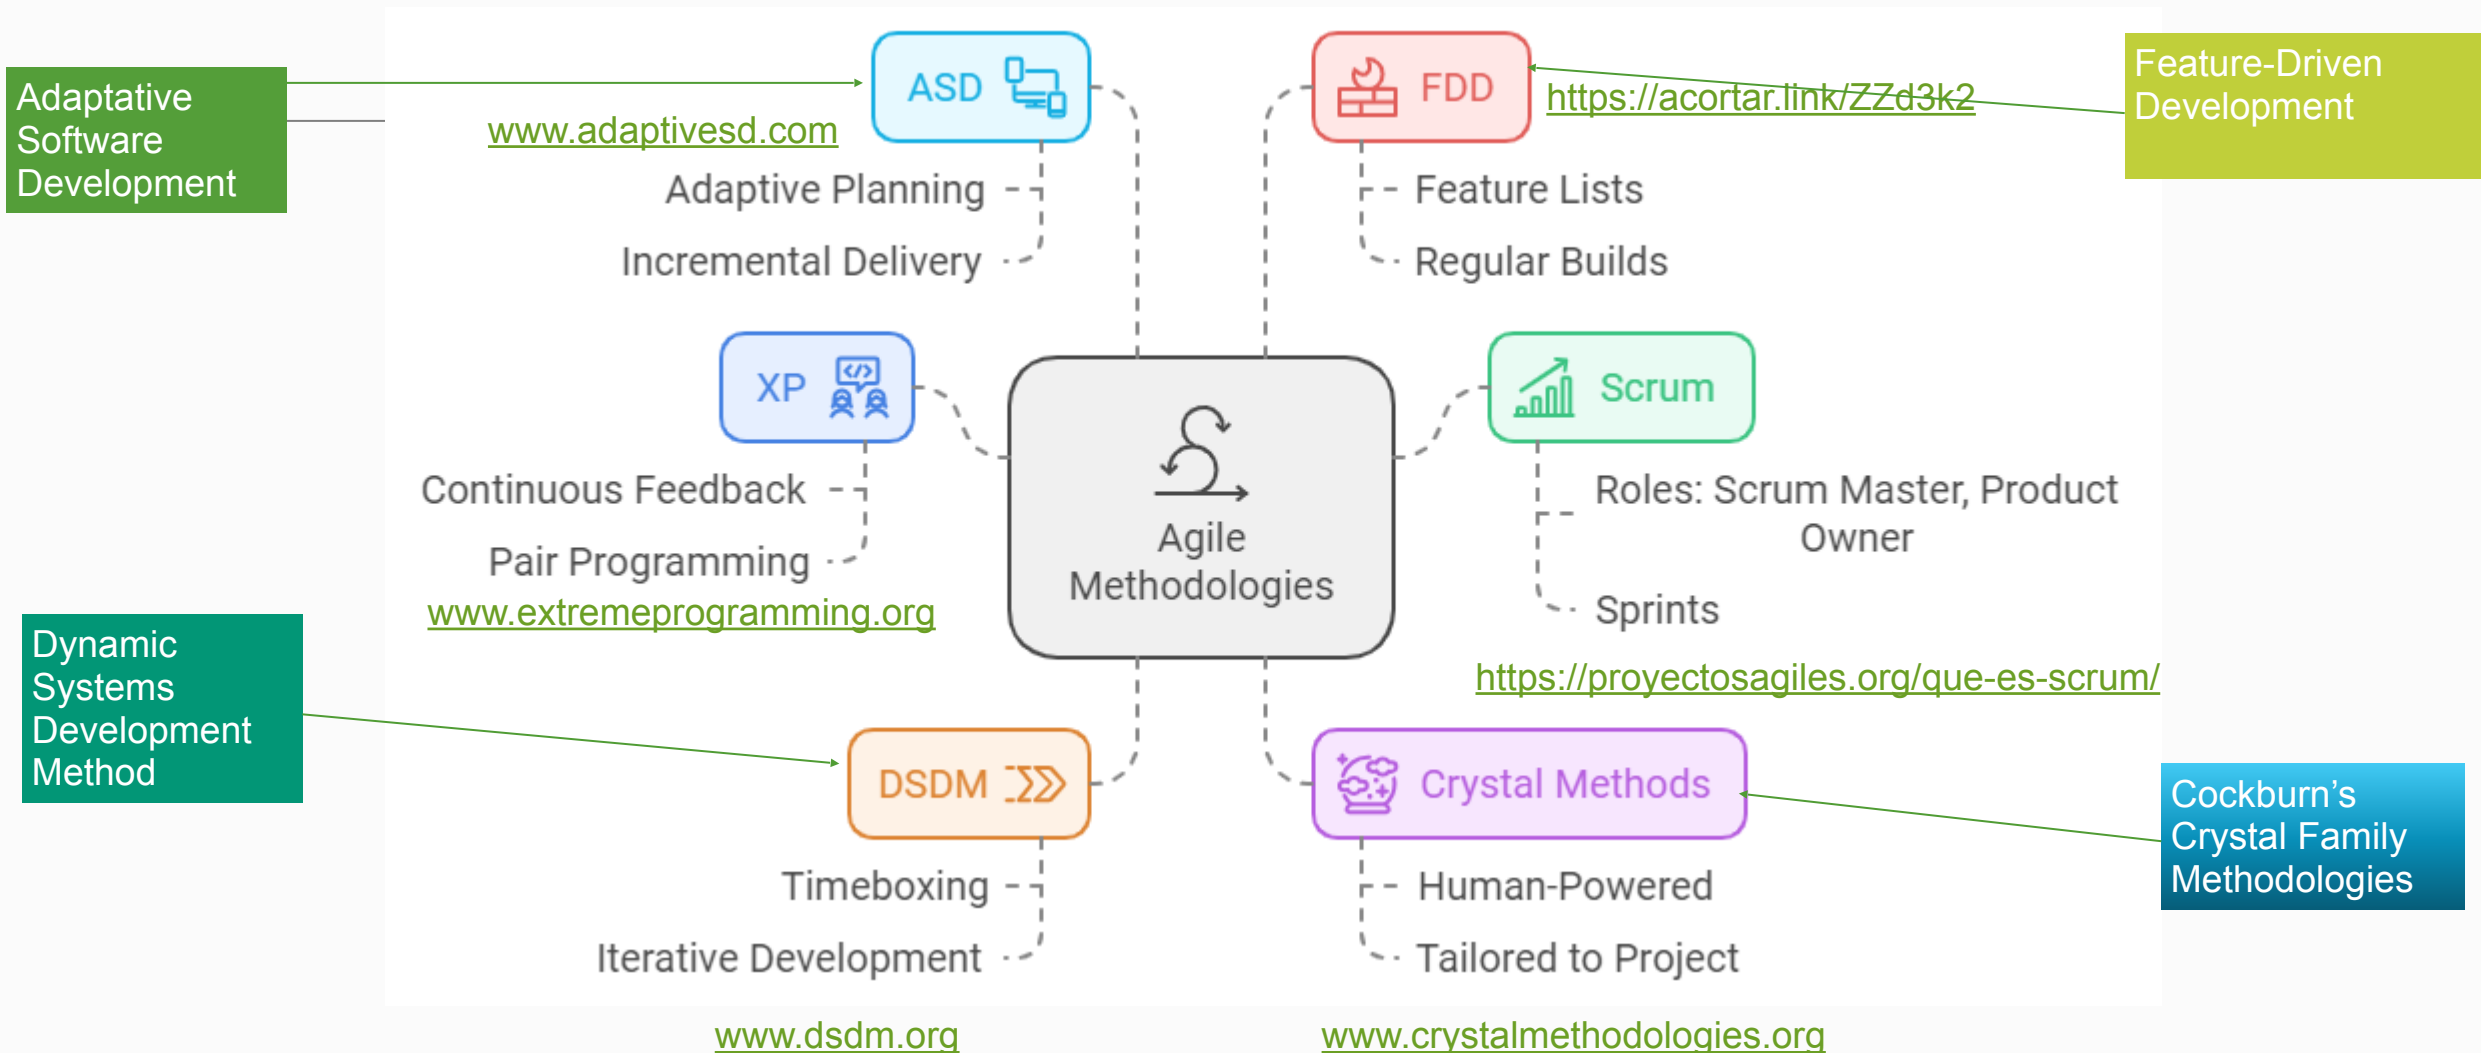 Adaptative
Software
Development
ASD
www.adaptivesd.com
Adaptive Planning
Incremental Delivery
FDD
https://acortar.link/ZZd3k2
Feature Lists
Regular Builds
Feature-Driven
Development
XP
Continuous Feedback
Pair Programming
www.extremeprogramming.org
Agile
Methodologies
Scrum
Roles: Scrum Master, Product
Owner
Sprints
https://proyectosagiles.org/que-es-scrum/
Dynamic
Systems
Development
Method
DSDM
Timeboxing
Iterative Development
www.dsdm.org
Crystal Methods
Human-Powered
Tailored to Project
www.crystalmethodologies.org
Cockburn’s
Crystal Family
Methodologies